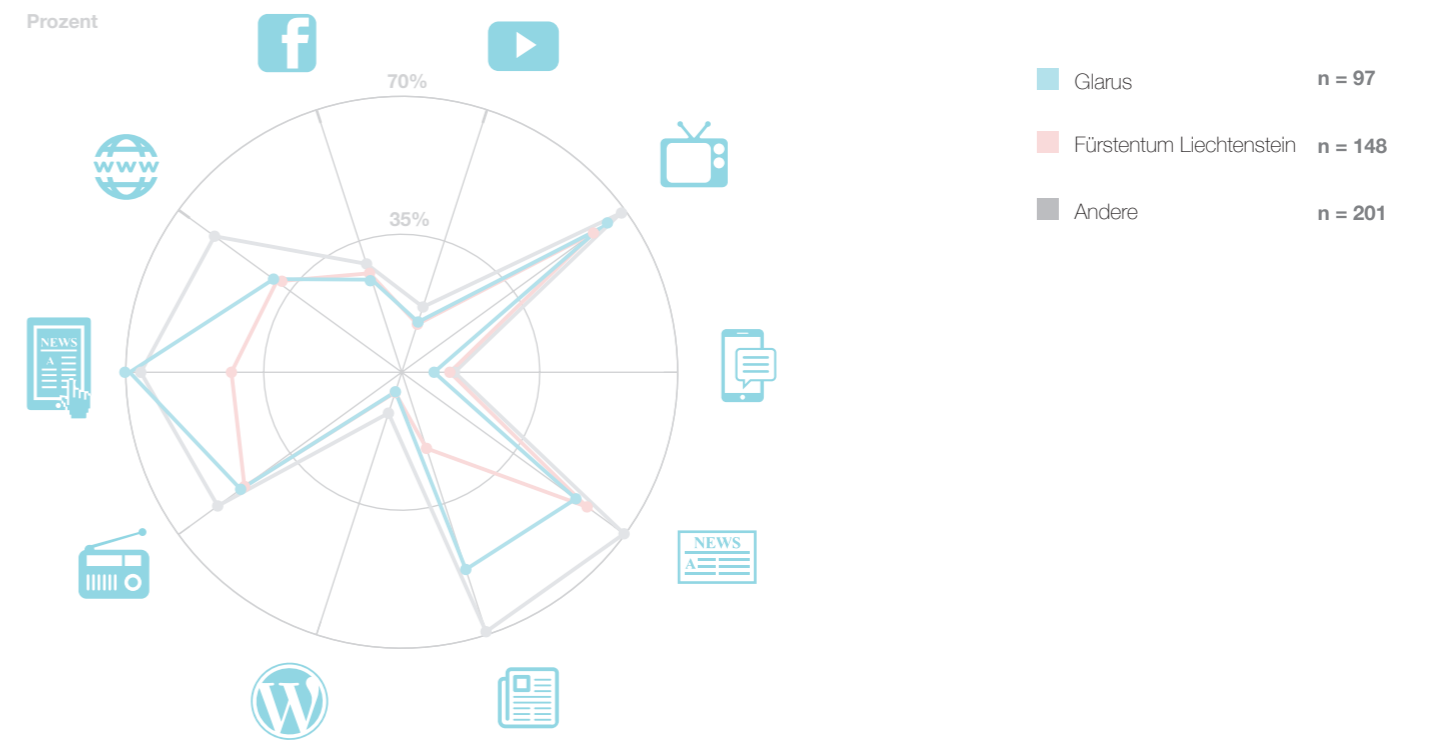 Prozent
70%
35%
www
NEWS
A
NEWS
A
Glarus n = 97
Fürstentum Liechtenstein n = 148
Andere n = 201